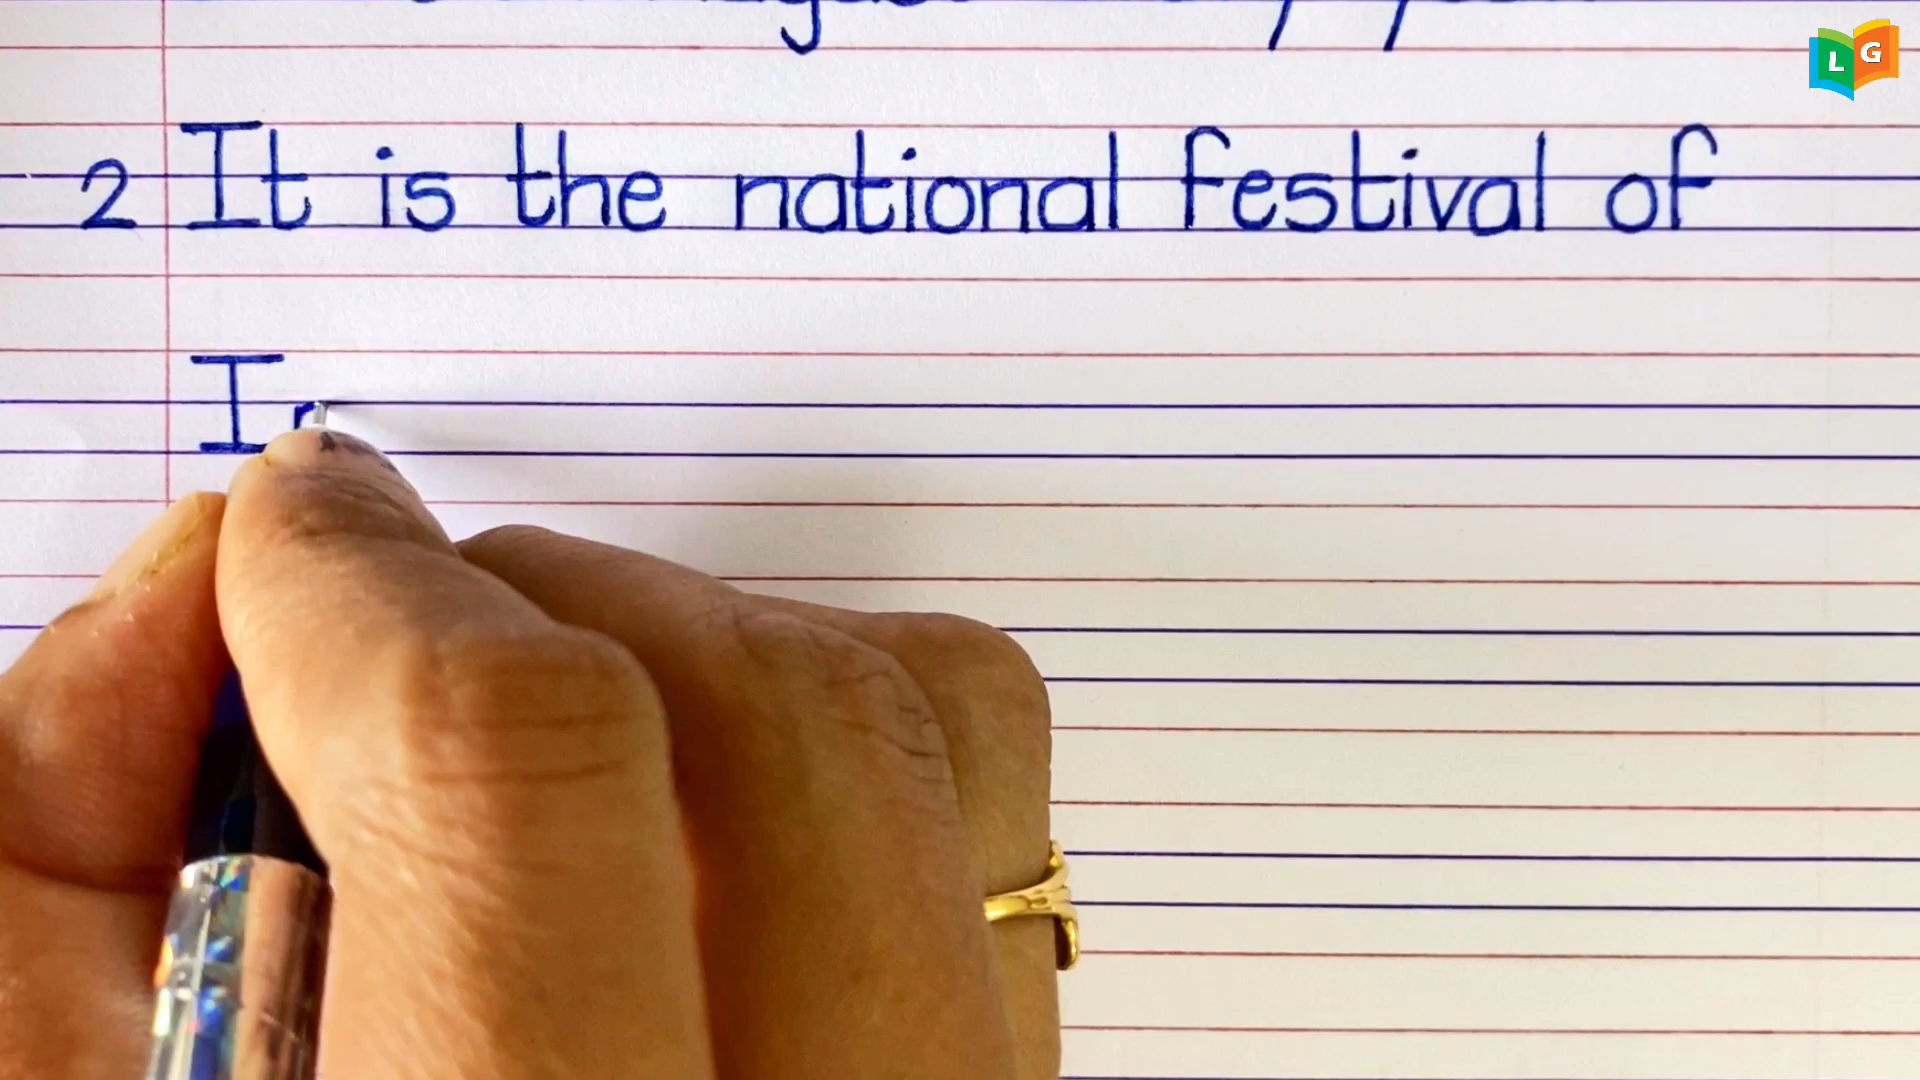 L G
2 It is the national festival of
I